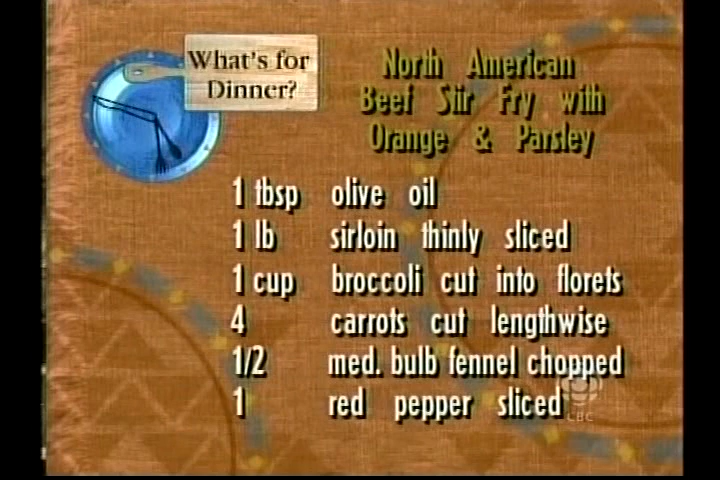 What's for
Dinner?
North American
Beef Stir Fry with
Orange & Parsley
1 tbsp olive oil
1 lb sirloin thinly sliced
1 cup broccoli cut into florets
4 carrots cut lengthwise
1/2 med. bulb fennel chopped
1 red pepper sliced
CBC